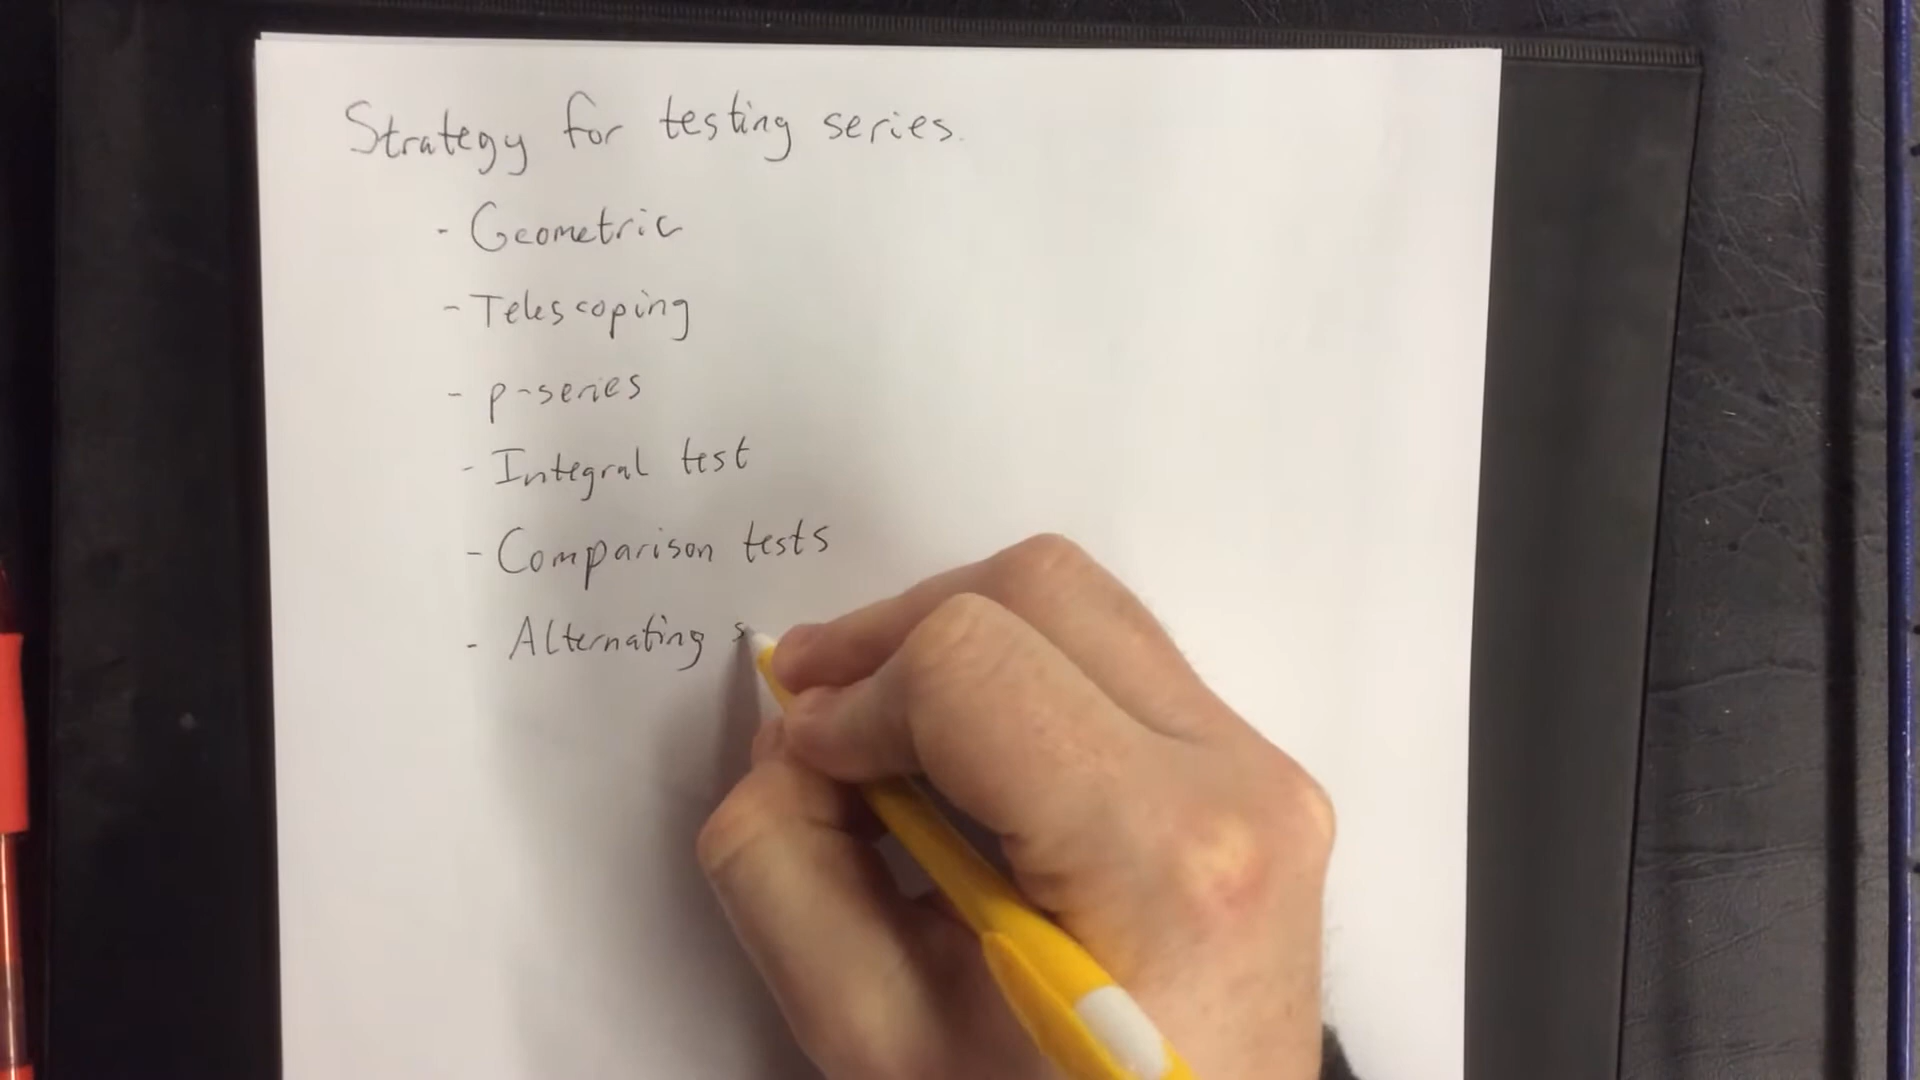 Strategy for testing series.
- Geometric
- Telescoping
- p-series
- Integral test
- Comparison tests
- Alternating s